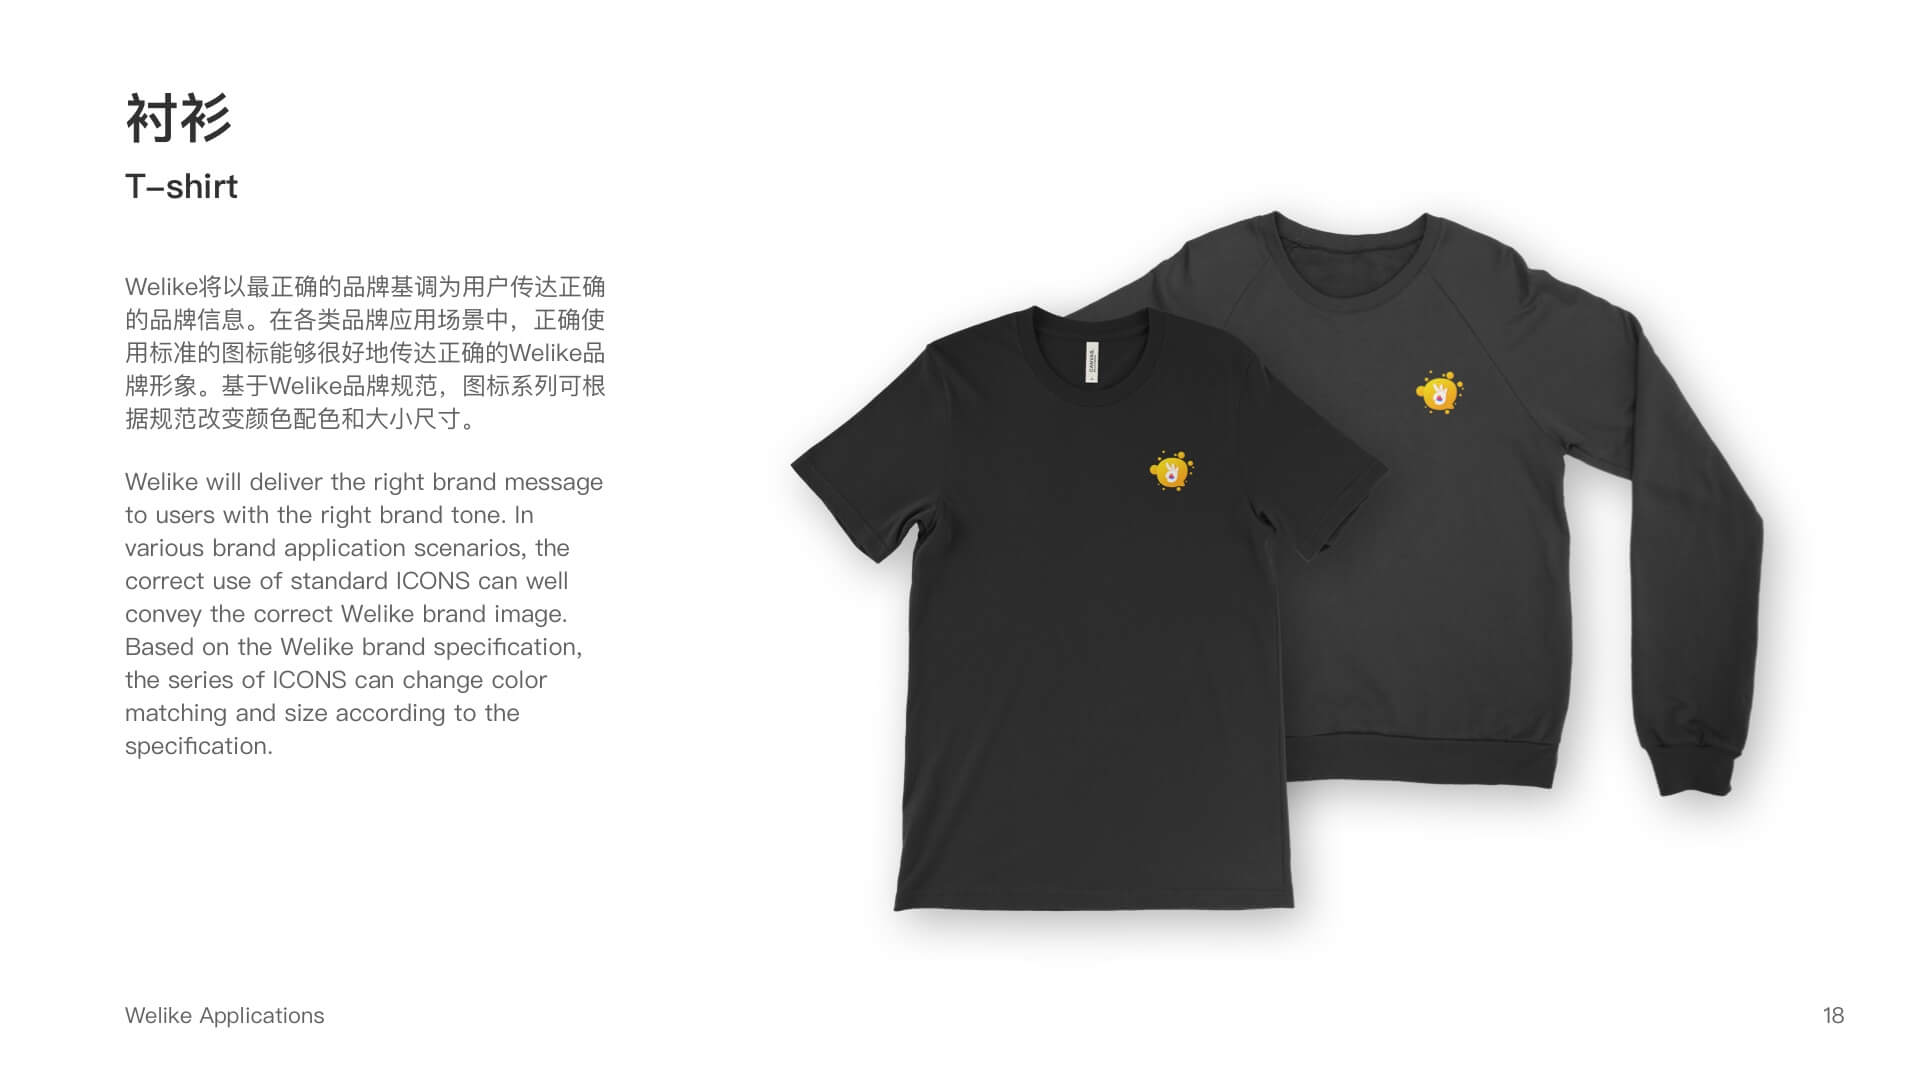 衬衫
T-shirt
Welike将以最正确的品牌基调为用户传达正确
的品牌信息。在各类品牌应用场景中，正确使
用标准的图标能够很好地传达正确的Welike品
牌形象。基于Welike品牌规范，图标系列可根
据规范改变颜色配色和大小尺寸。
Welike will deliver the right brand message
to users with the right brand tone. In
various brand application scenarios, the
correct use of standard ICONS can well
convey the correct Welike brand image.
Based on the Welike brand specification,
the series of ICONS can change color
matching and size according to the
specification.
CANVAS
Welike Applications
18